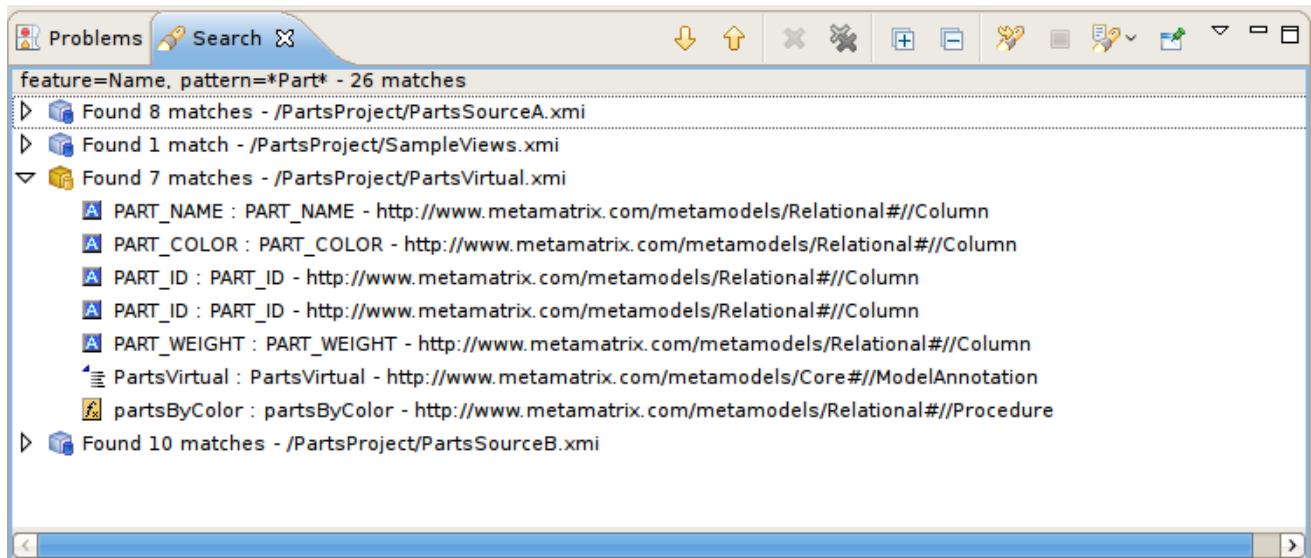 Problems Search
feature=Name, pattern=*Part* - 26 matches
Found 8 matches - /PartsProject/PartsSourceA.xmi
Found 1 match - /PartsProject/SampleViews.xmi
Found 7 matches - /PartsProject/PartsVirtual.xmi
PART_NAME : PART_NAME - http://www.metamatrix.com/metamodels/Relational#//Column
PART_COLOR : PART_COLOR - http://www.metamatrix.com/metamodels/Relational#//Column
PART_ID : PART_ID - http://www.metamatrix.com/metamodels/Relational#//Column
PART_ID : PART_ID - http://www.metamatrix.com/metamodels/Relational#//Column
PART_WEIGHT : PART_WEIGHT - http://www.metamatrix.com/metamodels/Relational#//Column
PartsVirtual : PartsVirtual - http://www.metamatrix.com/metamodels/Core#//ModelAnnotation
partsByColor : partsByColor - http://www.metamatrix.com/metamodels/Relational#//Procedure
Found 10 matches - /PartsProject/PartsSourceB.xmi